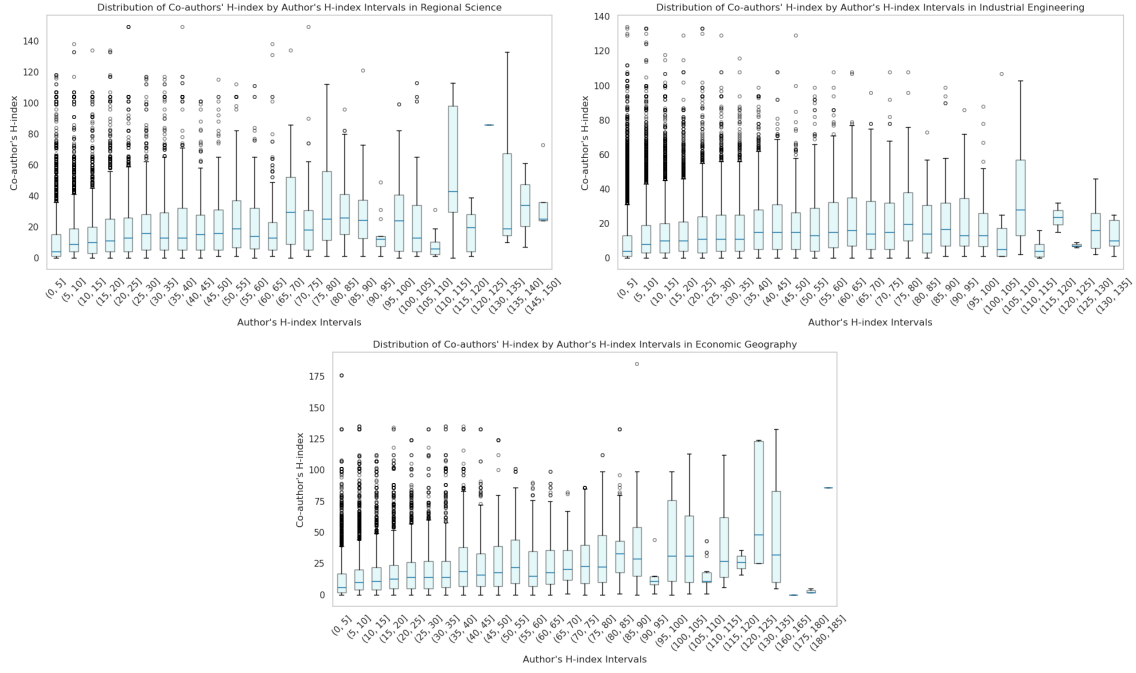 Distribution of Co-authors' H-index by Author's H-index Intervals in Regional Science
Co-author's H-index
140
120
100
80
60
40
20
0
(0, 5] (5, 10] (10, 15] (15, 20] (20, 25] (25, 30] (30, 35] (35, 40] (40, 45] (45, 50] (50, 55] (55, 60] (60, 65] (65, 70] (70, 75] (75, 80] (80, 85] (85, 90] (90, 95] (95, 100] (100, 105] (105, 110] (110, 115] (115, 120] (120, 125] (130, 135] (135, 140] (145, 150]
Author's H-index Intervals
Distribution of Co-authors' H-index by Author's H-index Intervals in Industrial Engineering
Co-author's H-index
140
120
100
80
60
40
20
0
(0, 5] (5, 10] (10, 15] (15, 20] (20, 25] (25, 30] (30, 35] (35, 40] (40, 45] (45, 50] (50, 55] (55, 60] (60, 65] (65, 70] (70, 75] (75, 80] (80, 85] (85, 90] (90, 95] (95, 100] (100, 105] (105, 110] (110, 115] (115, 120] (120, 125] (125, 130] (130, 135]
Author's H-index Intervals
Distribution of Co-authors' H-index by Author's H-index Intervals in Economic Geography
Co-author's H-index
175
150
125
100
75
50
25
0
(0, 5] (5, 10] (10, 15] (15, 20] (20, 25] (25, 30] (30, 35] (35, 40] (40, 45] (45, 50] (50, 55] (55, 60] (60, 65] (65, 70] (70, 75] (75, 80] (80, 85] (85, 90] (90, 95] (95, 100] (100, 105] (105, 110] (110, 115] (115, 120] (120, 125] (130, 135] (160, 165] (175, 180] (180, 185]
Author's H-index Intervals